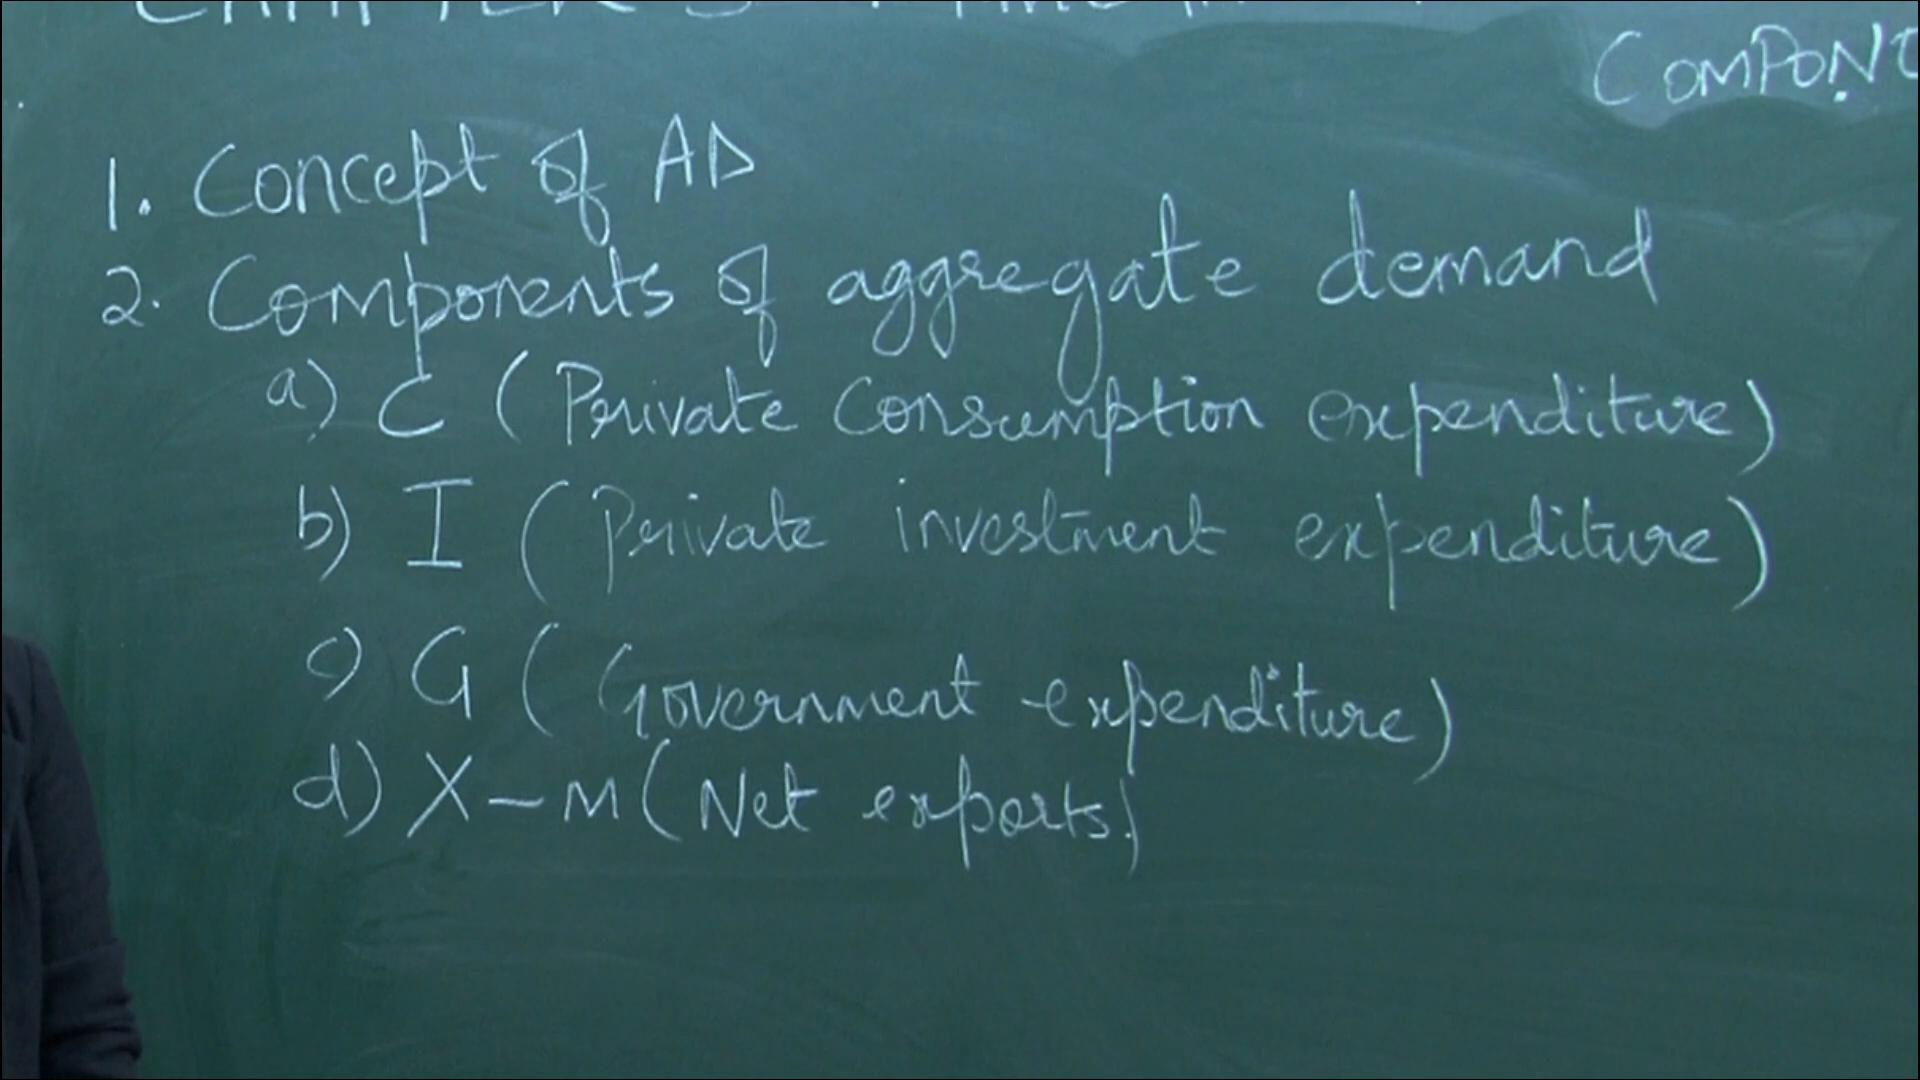 COMPON
1. Concept of AD
2. Components of aggregate demand
a) C (Private Consumption expenditure)
b) I (Private investment expenditure)
c) G (Government expenditure)
d) X-M (Net exports)